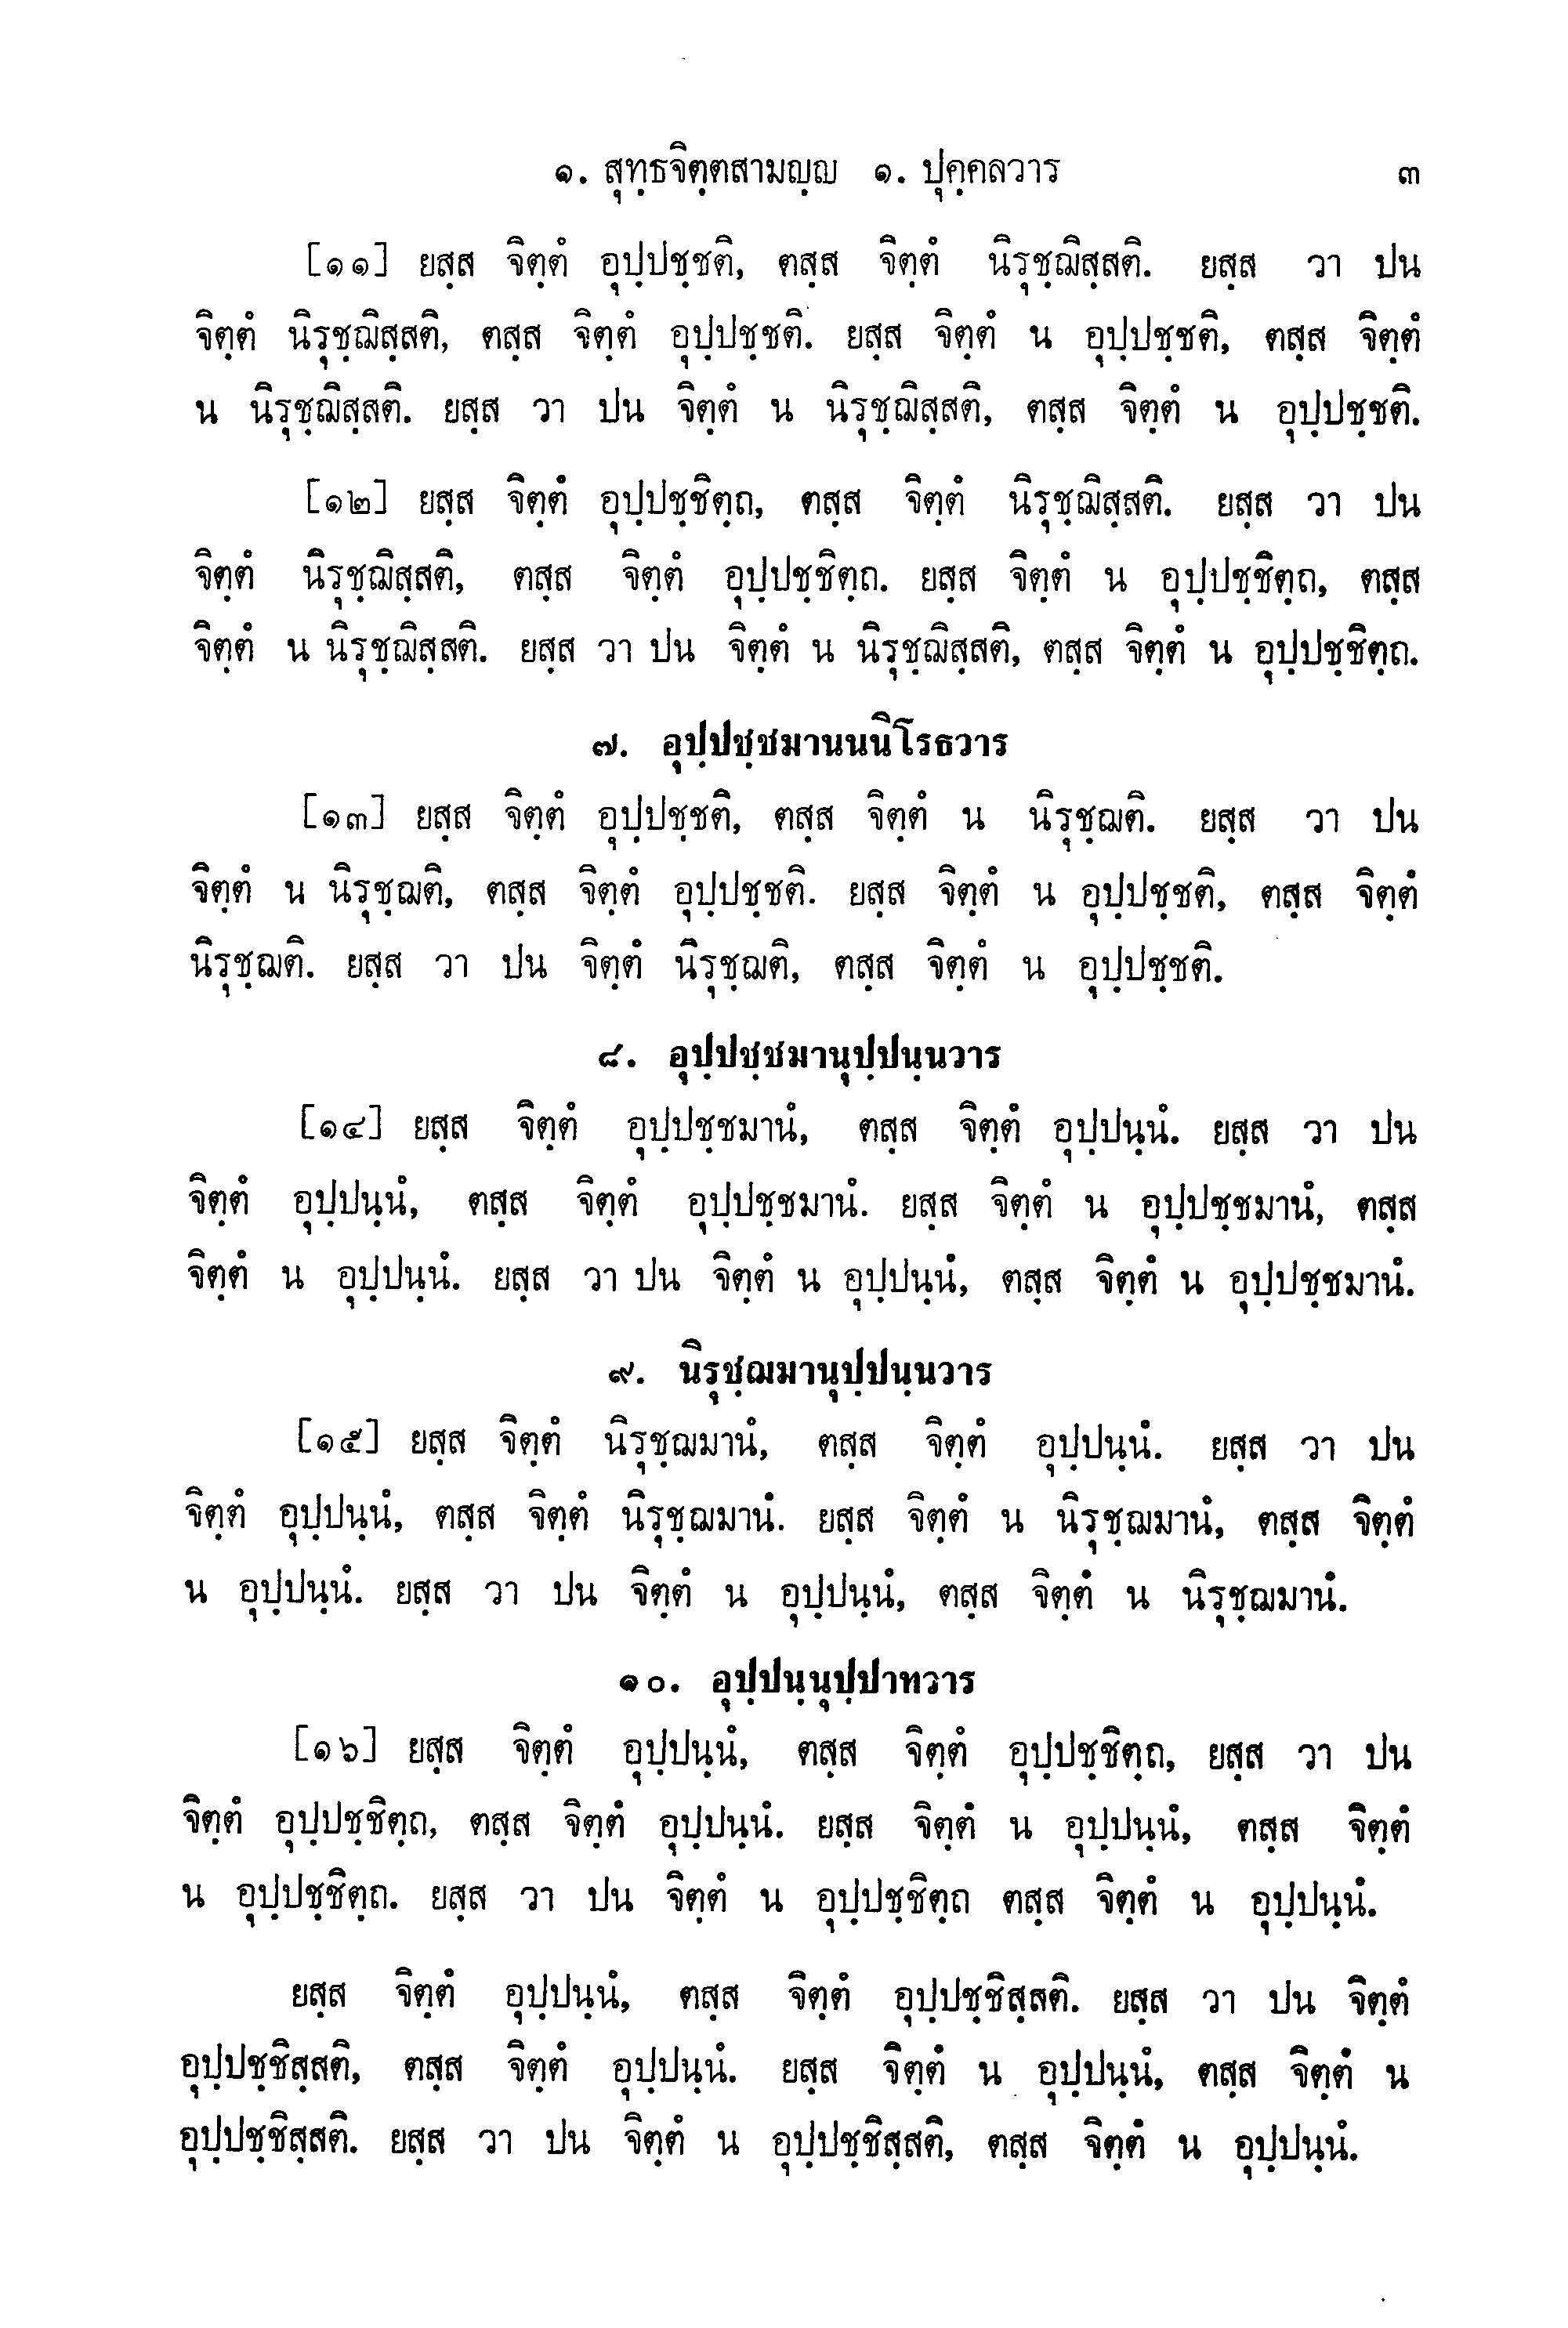 ๑. สุทฺธจิตฺตสามญฺญ ๑. ปุคฺคลวาร ๓
[๑๑] ยสฺส จิตฺตํ อุปฺปชฺชติ, ตสฺส จิตฺตํ นิรุชฺฌิสฺสติ. ยสฺส วา ปน
จิตฺตํ นิรุชฺฌิสฺสติ, ตสฺส จิตฺตํ อุปฺปชฺชติ. ยสฺส จิตฺตํ น อุปฺปชฺชติ, ตสฺส จิตฺตํ
น นิรุชฺฌิสฺสติ. ยสฺส วา ปน จิตฺตํ น นิรุชฺฌิสฺสติ, ตสฺส จิตฺตํ น อุปฺปชฺชติ.
[๑๒] ยสฺส จิตฺตํ อุปฺปชฺชิตฺถ, ตสฺส จิตฺตํ นิรุชฺฌิสฺสติ. ยสฺส วา ปน
จิตฺตํ นิรุชฺฌิสฺสติ, ตสฺส จิตฺตํ อุปฺปชฺชิตฺถ. ยสฺส จิตฺตํ น อุปฺปชฺชิตฺถ, ตสฺส
จิตฺตํ น นิรุชฺฌิสฺสติ. ยสฺส วา ปน จิตฺตํ น นิรุชฺฌิสฺสติ, ตสฺส จิตฺตํ น อุปฺปชฺชิตฺถ.
๗. อุปฺปชฺชมานนนิโรธวาร
[๑๓] ยสฺส จิตฺตํ อุปฺปชฺชติ, ตสฺส จิตฺตํ น นิรุชฺฌติ. ยสฺส วา ปน
จิตฺตํ น นิรุชฺฌติ, ตสฺส จิตฺตํ อุปฺปชฺชติ. ยสฺส จิตฺตํ น อุปฺปชฺชติ, ตสฺส จิตฺตํ
นิรุชฺฌติ. ยสฺส วา ปน จิตฺตํ นิรุชฺฌติ, ตสฺส จิตฺตํ น อุปฺปชฺชติ.
๘. อุปฺปชฺชมานุปฺปนฺนวาร
[๑๔] ยสฺส จิตฺตํ อุปฺปชฺชมานํ, ตสฺส จิตฺตํ อุปฺปนฺนํ. ยสฺส วา ปน
จิตฺตํ อุปฺปนฺนํ, ตสฺส จิตฺตํ อุปฺปชฺชมานํ. ยสฺส จิตฺตํ น อุปฺปชฺชมานํ, ตสฺส
จิตฺตํ น อุปฺปนฺนํ. ยสฺส วา ปน จิตฺตํ น อุปฺปนฺนํ, ตสฺส จิตฺตํ น อุปฺปชฺชมานํ.
๙. นิรุชฺฌมานุปฺปนฺนวาร
[๑๕] ยสฺส จิตฺตํ นิรุชฺฌมานํ, ตสฺส จิตฺตํ อุปฺปนฺนํ. ยสฺส วา ปน
จิตฺตํ อุปฺปนฺนํ, ตสฺส จิตฺตํ นิรุชฺฌมานํ. ยสฺส จิตฺตํ น นิรุชฺฌมานํ, ตสฺส จิตฺตํ
น อุปฺปนฺนํ. ยสฺส วา ปน จิตฺตํ น อุปฺปนฺนํ, ตสฺส จิตฺตํ น นิรุชฺฌมานํ.
๑๐. อุปฺปนฺนุปฺปาทวาร
[๑๖] ยสฺส จิตฺตํ อุปฺปนฺนํ, ตสฺส จิตฺตํ อุปฺปชฺชิตฺถ, ยสฺส วา ปน
จิตฺตํ อุปฺปชฺชิตฺถ, ตสฺส จิตฺตํ อุปฺปนฺนํ. ยสฺส จิตฺตํ น อุปฺปนฺนํ, ตสฺส จิตฺตํ
น อุปฺปชฺชิตฺถ. ยสฺส วา ปน จิตฺตํ น อุปฺปชฺชิตฺถ ตสฺส จิตฺตํ น อุปฺปนฺนํ.
ยสฺส จิตฺตํ อุปฺปนฺนํ, ตสฺส จิตฺตํ อุปฺปชฺชิสฺสติ. ยสฺส วา ปน จิตฺตํ
อุปฺปชฺชิสฺสติ, ตสฺส จิตฺตํ อุปฺปนฺนํ. ยสฺส จิตฺตํ น อุปฺปนฺนํ, ตสฺส จิตฺตํ น
อุปฺปชฺชิสฺสติ. ยสฺส วา ปน จิตฺตํ น อุปฺปชฺชิสฺสติ, ตสฺส จิตฺตํ น อุปฺปนฺนํ.